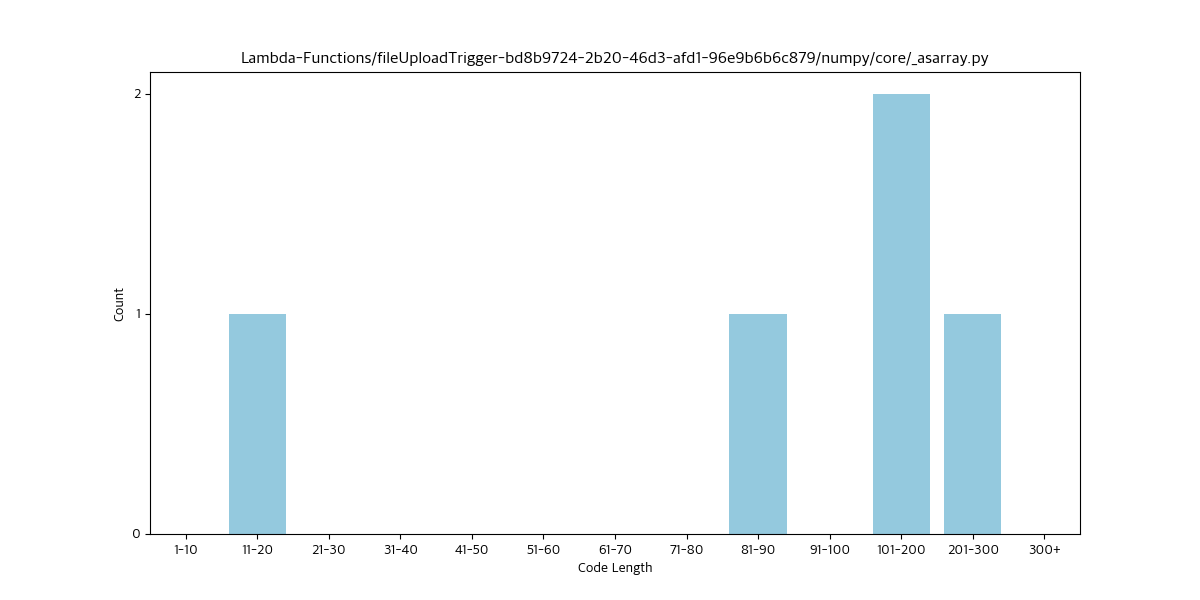 Lambda-Functions/fileUploadTrigger-bd8b9724-2b20-46d3-afd1-96e9b6b6c879/numpy/core/_asarray.py
2
1
0
Count
1-10 11-20 21-30 31-40 41-50 51-60 61-70 71-80 81-90 91-100 101-200 201-300 300+
Code Length